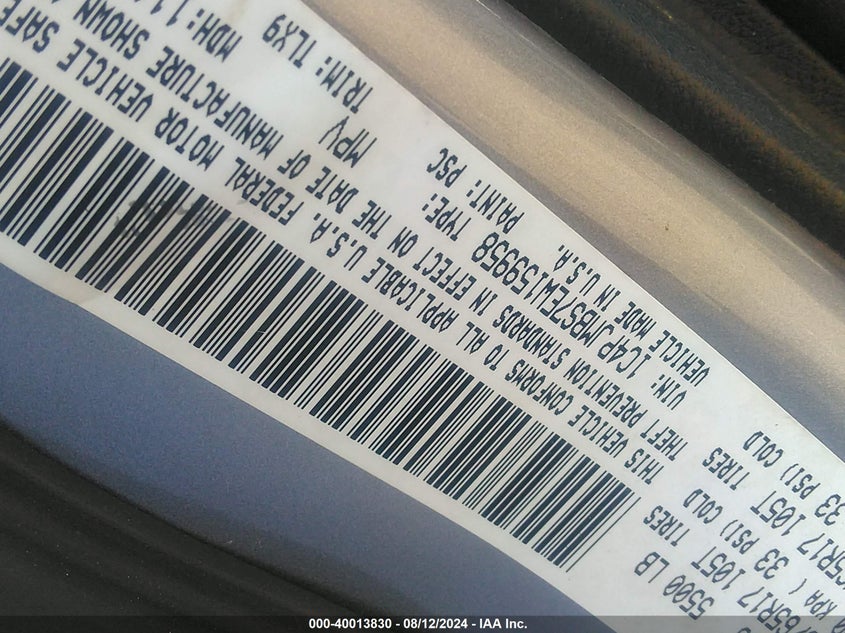 5500 LB
65R17 105T TIRES
33 PSI) COLD
5R17 105T TIRES
KPA ( 33 PSI) COLD
THIS VEHICLE CONFORMS TO ALL APPLICABLE U.S.A. FEDERAL MOTOR VEHICLE SAFE
THEFT PREVENTION STANDARDS IN EFFECT ON THE DATE OF MANUFACTURE SHOWN
VIN: 1C4PJMBS7EW159958 TYPE: MPV MDH: 11
VEHICLE MADE IN U.S.A. PAINT: PSC TRIM: TLX9
000-40013830 - 08/12/2024 - IAA Inc.